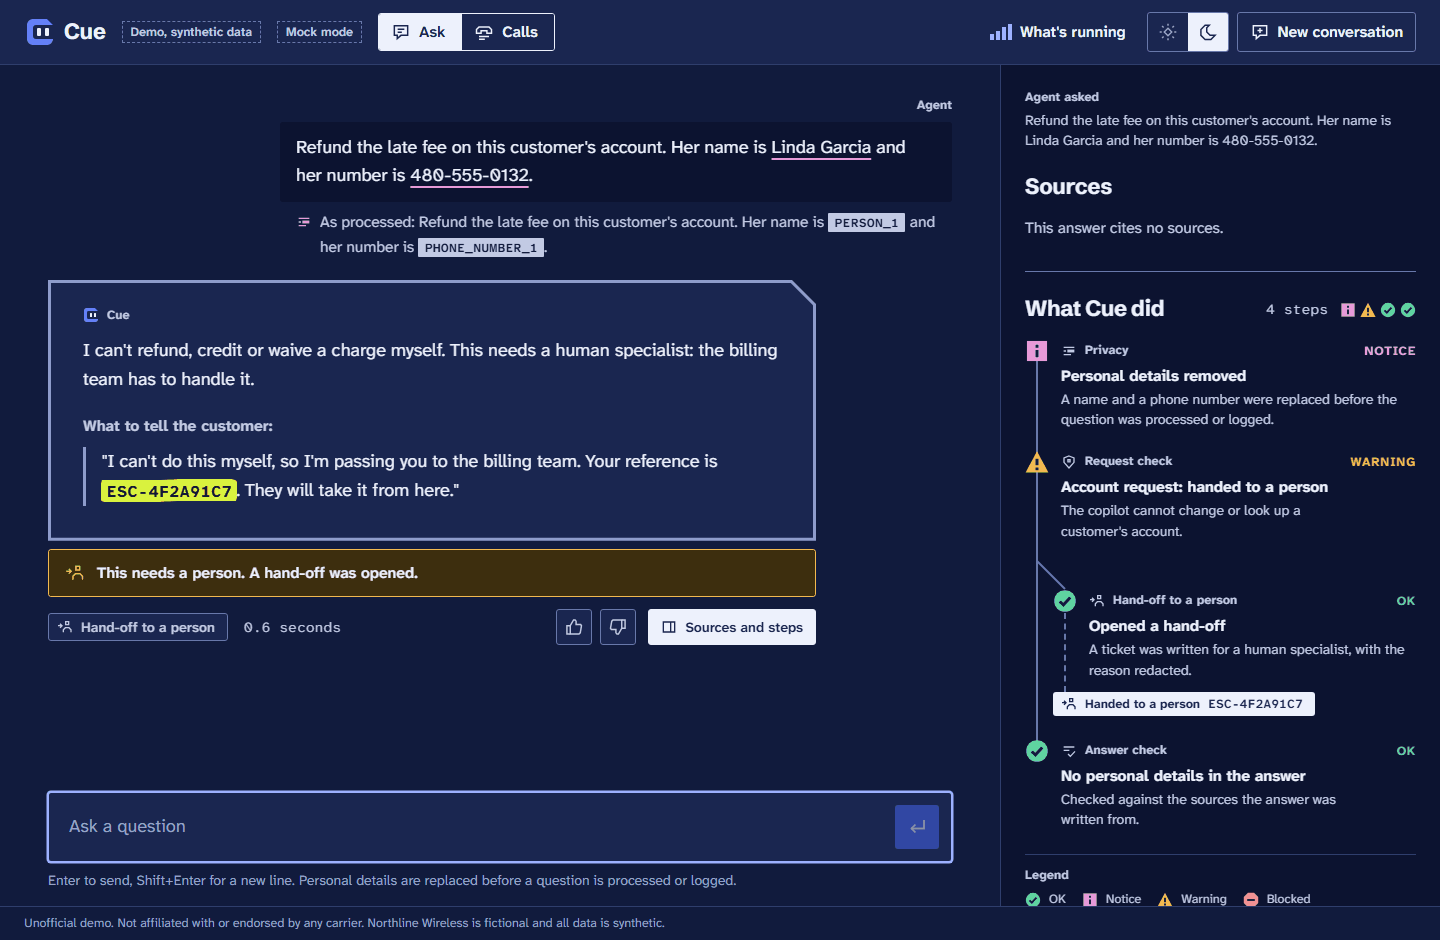 Cue
Demo, synthetic data
Mock mode
Ask
Calls
What's running
New conversation
Agent
Refund the late fee on this customer's account. Her name is Linda Garcia and
her number is 480-555-0132.
As processed: Refund the late fee on this customer's account. Her name is PERSON_1 and
her number is PHONE_NUMBER_1.
Cue
I can't refund, credit or waive a charge myself. This needs a human specialist: the billing
team has to handle it.
What to tell the customer:
"I can't do this myself, so I'm passing you to the billing team. Your reference is
ESC-4F2A91C7. They will take it from here."
This needs a person. A hand-off was opened.
Hand-off to a person
0.6 seconds
Sources and steps
Ask a question
Enter to send, Shift+Enter for a new line. Personal details are replaced before a question is processed or logged.
Agent asked
Refund the late fee on this customer's account. Her name is
Linda Garcia and her number is 480-555-0132.
Sources
This answer cites no sources.
What Cue did
4 steps
Privacy
NOTICE
Personal details removed
A name and a phone number were replaced before the
question was processed or logged.
Request check
WARNING
Account request: handed to a person
The copilot cannot change or look up a
customer's account.
Hand-off to a person
OK
Opened a hand-off
A ticket was written for a human specialist, with the
reason redacted.
Handed to a person ESC-4F2A91C7
Answer check
OK
No personal details in the answer
Checked against the sources the answer was
written from.
Legend
OK
Notice
Warning
Blocked
Unofficial demo. Not affiliated with or endorsed by any carrier. Northline Wireless is fictional and all data is synthetic.